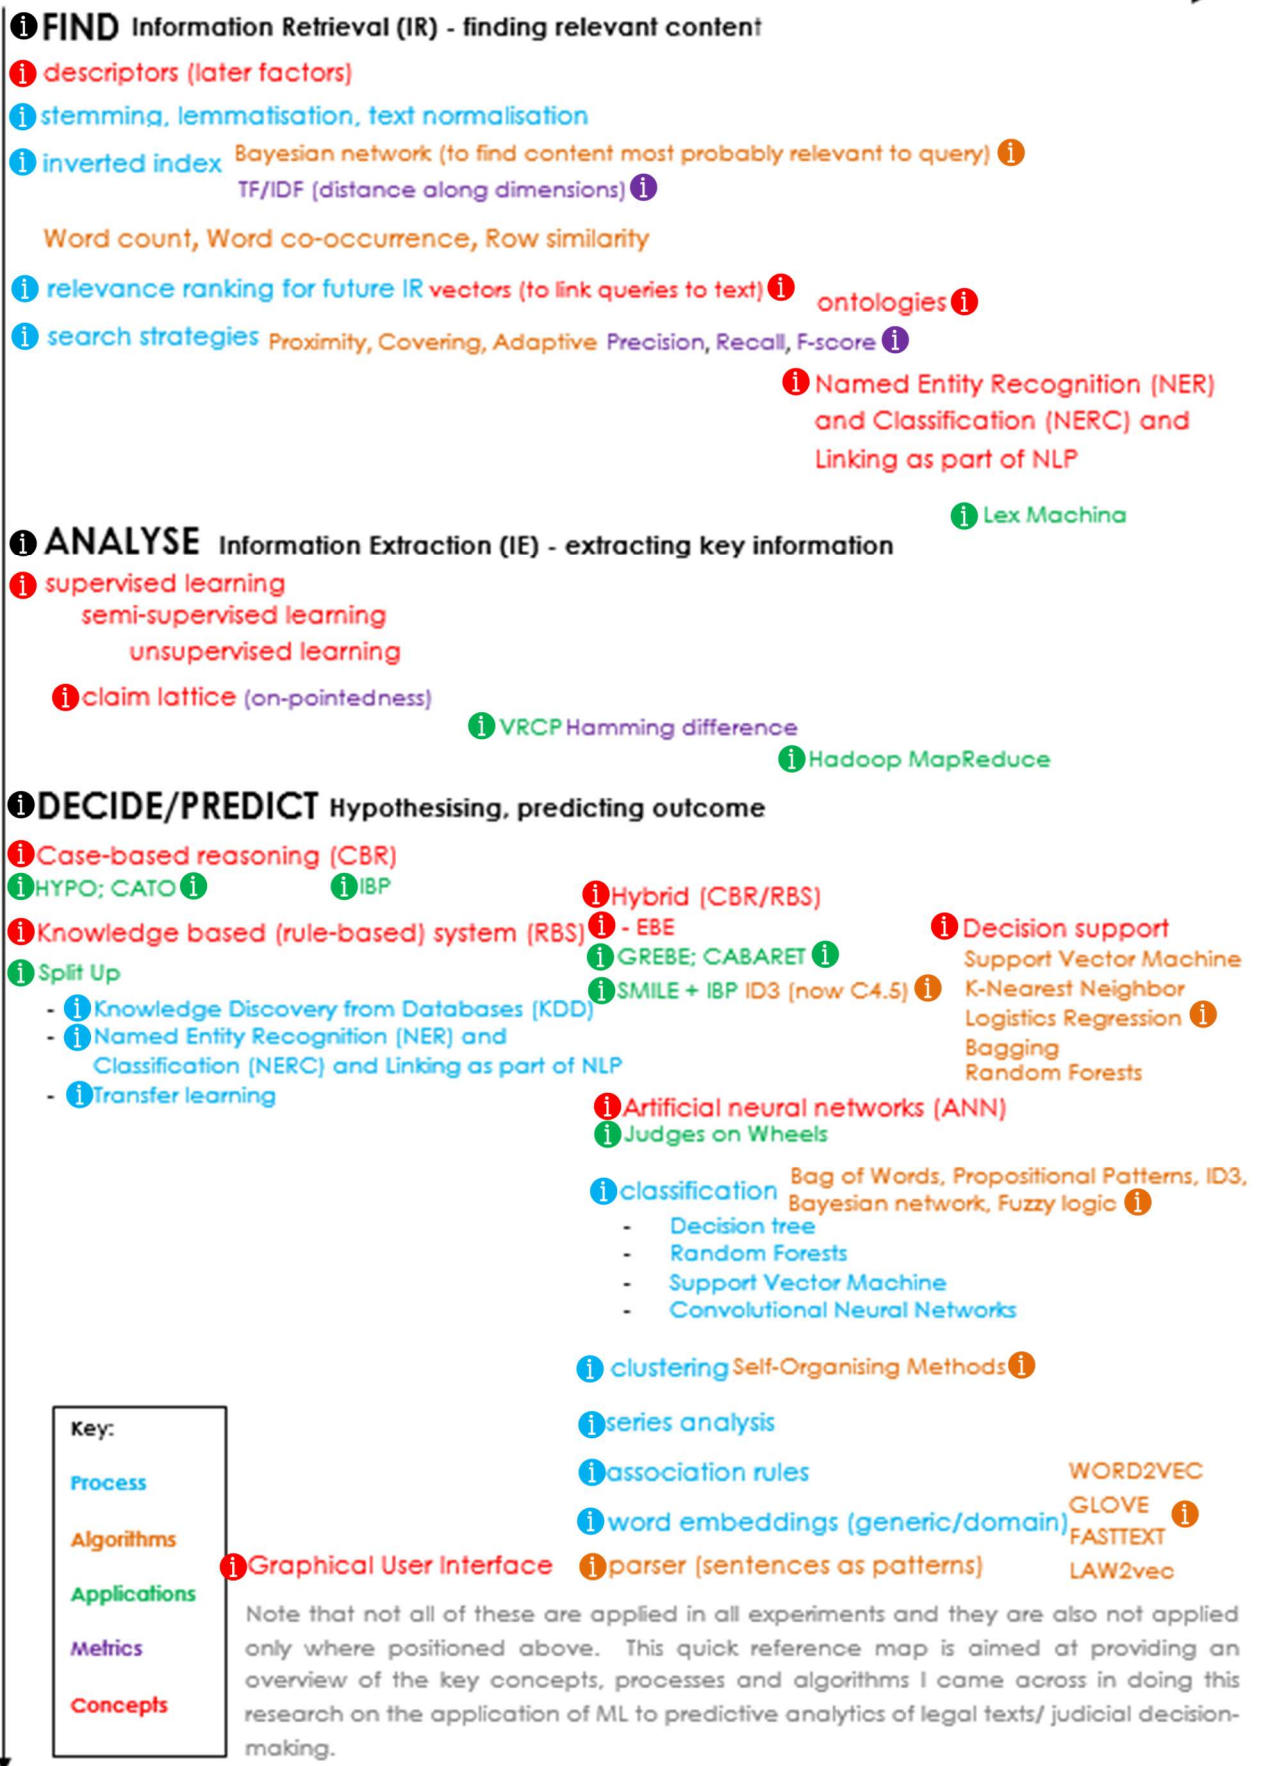 FIND Information Retrieval (IR) - finding relevant content
descriptors (later factors)
stemming, lemmatisation, text normalisation
inverted index Bayesian network (to find content most probably relevant to query)
TF/IDF (distance along dimensions)
Word count, Word co-occurrence, Row similarity
relevance ranking for future IR vectors (to link queries to text)
ontologies
search strategies Proximity, Covering, Adaptive Precision, Recall, F-score
Named Entity Recognition (NER)
and Classification (NERC) and
Linking as part of NLP
Lex Machina
ANALYSE Information Extraction (IE) - extracting key information
supervised learning
semi-supervised learning
unsupervised learning
claim lattice (on-pointedness)
VRCP Hamming difference
Hadoop MapReduce
DECIDE/PREDICT Hypothesising, predicting outcome
Case-based reasoning (CBR)
HYPO; CATO IBP
Hybrid (CBR/RBS)
Knowledge based (rule-based) system (RBS) - EBE
Decision support
GREBE; CABARET
Support Vector Machine
Split Up
SMILE + IBP ID3 (now C4.5)
K-Nearest Neighbor
- Knowledge Discovery from Databases (KDD)
Logistics Regression
- Named Entity Recognition (NER) and
Classification (NERC) and Linking as part of NLP
Bagging
Random Forests
- Transfer learning
Artificial neural networks (ANN)
Judges on Wheels
classification Bag of Words, Propositional Patterns, ID3,
Bayesian network, Fuzzy logic
- Decision tree
- Random Forests
- Support Vector Machine
- Convolutional Neural Networks
clustering Self-Organising Methods
series analysis
association rules
word embeddings (generic/domain)
WORD2VEC
GLOVE
FASTTEXT
LAW2vec
Graphical User Interface
parser (sentences as patterns)
Key:
Process
Algorithms
Applications
Metrics
Concepts
Note that not all of these are applied in all experiments and they are also not applied
only where positioned above. This quick reference map is aimed at providing an
overview of the key concepts, processes and algorithms I came across in doing this
research on the application of ML to predictive analytics of legal texts/ judicial decision-
making.